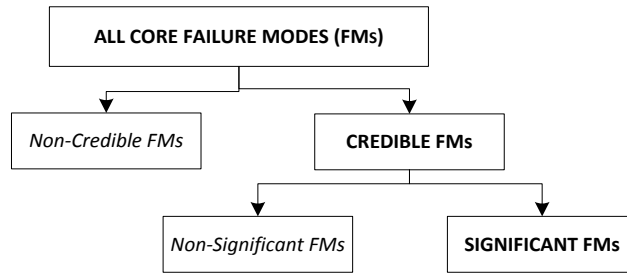 ALL CORE FAILURE MODES (FMs)
Non-Credible FMs
CREDIBLE FMs
Non-Significant FMs
SIGNIFICANT FMs